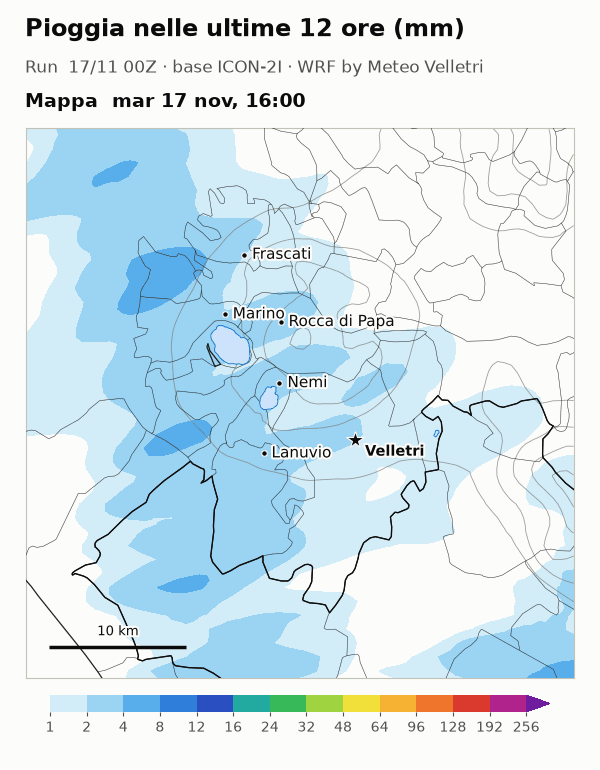 Pioggia nelle ultime 12 ore (mm)
Run  17/11 00Z · base ICON-2I · WRF by Meteo Velletri
Mappa  mar 17 nov, 16:00
Frascati
Marino
Rocca di Papa
Nemi
Velletri
Lanuvio
10 km
1 2 4 8 12 16 24 32 48 64 96 128 192 256